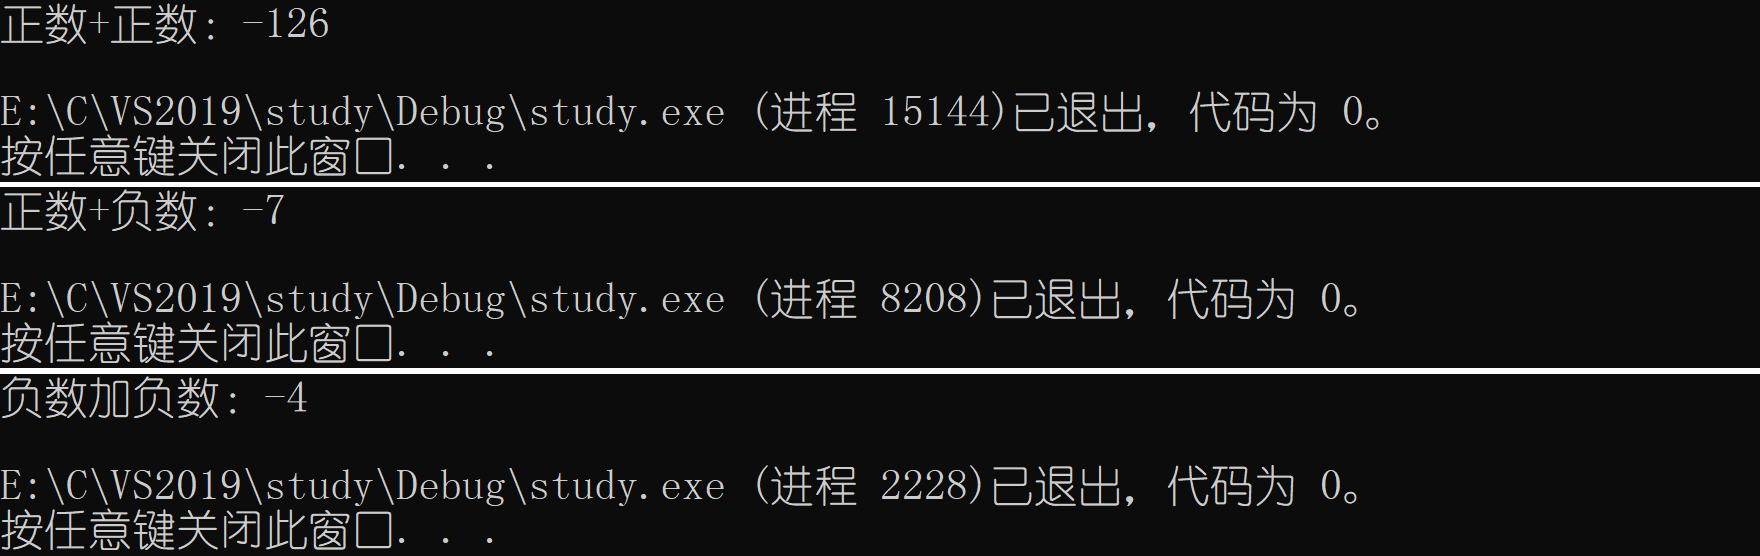 正数+正数: -126
E:\C\VS2019\study\Debug\study.exe (进程 15144)已退出，代码为 0。
按任意键关闭此窗口. . .
正数+负数: -7
E:\C\VS2019\study\Debug\study.exe (进程 8208)已退出，代码为 0。
按任意键关闭此窗口. . .
负数加负数: -4
E:\C\VS2019\study\Debug\study.exe (进程 2228)已退出，代码为 0。
按任意键关闭此窗口. . .